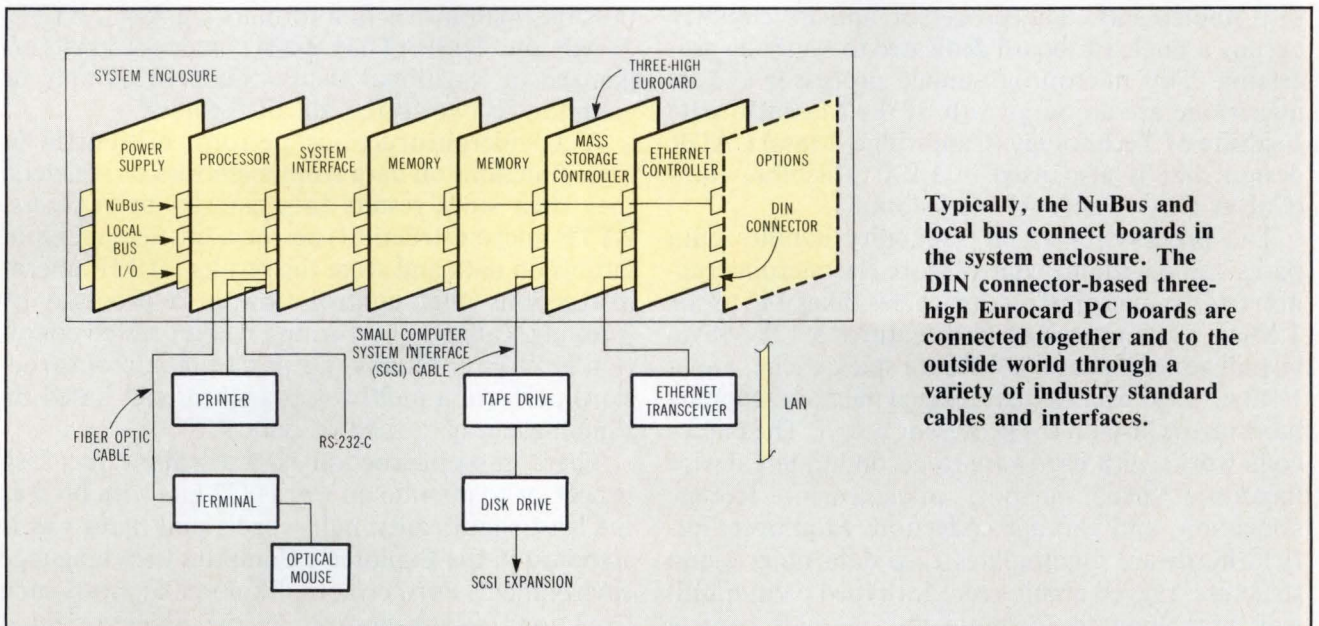 SYSTEM ENCLOSURE
THREE-HIGH
EUROCARD
POWER
SUPPLY
PROCESSOR
SYSTEM
INTERFACE
MEMORY
MEMORY
MASS
STORAGE
CONTROLLER
ETHERNET
CONTROLLER
OPTIONS
NuBus
LOCAL
BUS
I/O
DIN
CONNECTOR
SMALL COMPUTER
SYSTEM INTERFACE
(SCSI) CABLE
PRINTER
TAPE DRIVE
ETHERNET
TRANSCEIVER
LAN
FIBER OPTIC
CABLE
RS-232-C
TERMINAL
DISK DRIVE
OPTICAL
MOUSE
SCSI EXPANSION
Typically, the NuBus and
local bus connect boards in
the system enclosure. The
DIN connector-based three-
high Eurocard PC boards are
connected together and to the
outside world through a
variety of industry standard
cables and interfaces.